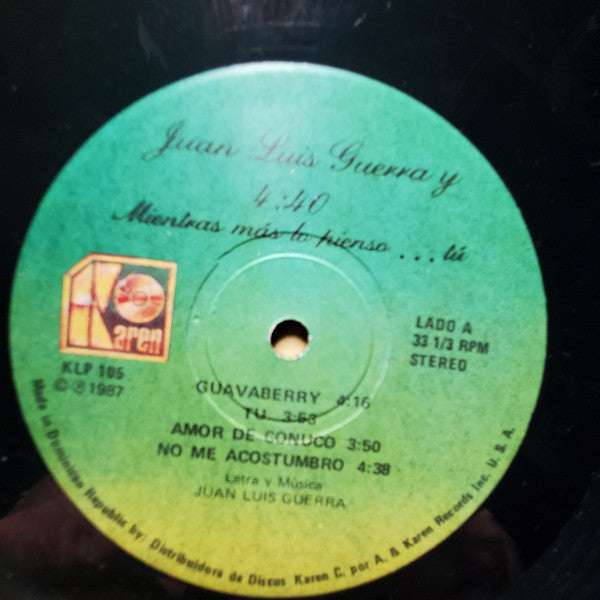 Juan Luis Guerra y
4:40
Mientras más lo pienso ... tú
Karen
KLP 105
© ℗ 1987
LADO A
33 1/3 RPM
STEREO
GUAVABERRY 4:16
TU 3:53
AMOR DE CONUCO 3:50
NO ME ACOSTUMBRO 4:38
Letra y Música
JUAN LUIS GUERRA
Made in Dominican Republic by: Distribuidora de Discos Karen C. por A. & Karen Records Inc. U.S.A.